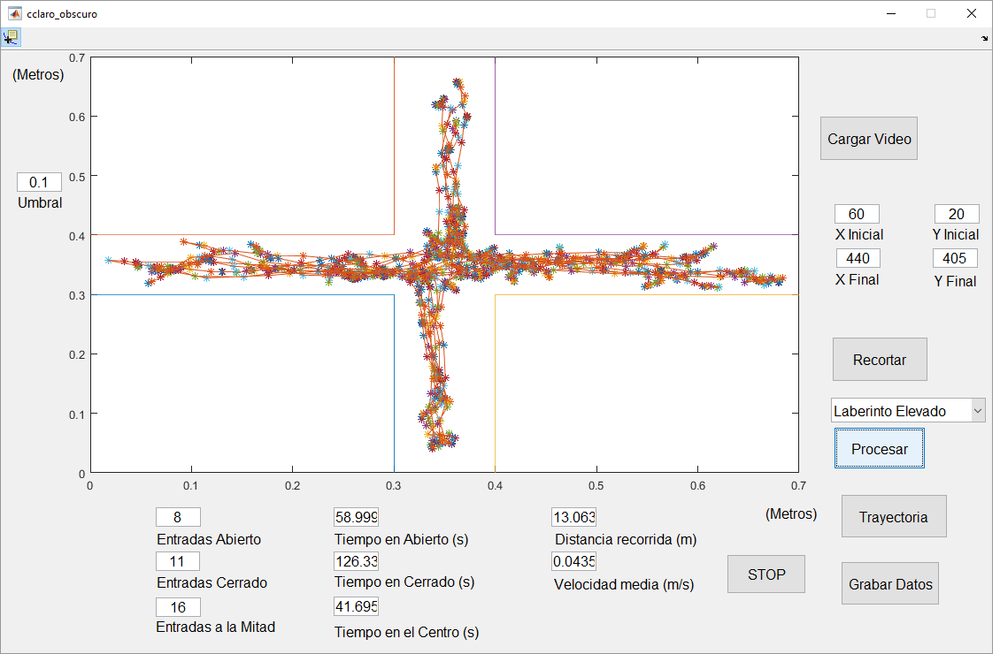 cclaro_obscuro
(Metros)
0.7
0.6
0.5
0.4
0.3
0.2
0.1
0
0 0.1 0.2 0.3 0.4 0.5 0.6 0.7
0.1
Umbral
Cargar Video
60 20
X Inicial Y Inicial
440 405
X Final Y Final
Recortar
Laberinto Elevado
Procesar
(Metros)
Trayectoria
8 58.999 13.063
Entradas Abierto Tiempo en Abierto (s) Distancia recorrida (m)
11 126.33 0.0435
Entradas Cerrado Tiempo en Cerrado (s) Velocidad media (m/s)
16 41.695
Entradas a la Mitad Tiempo en el Centro (s)
STOP
Grabar Datos